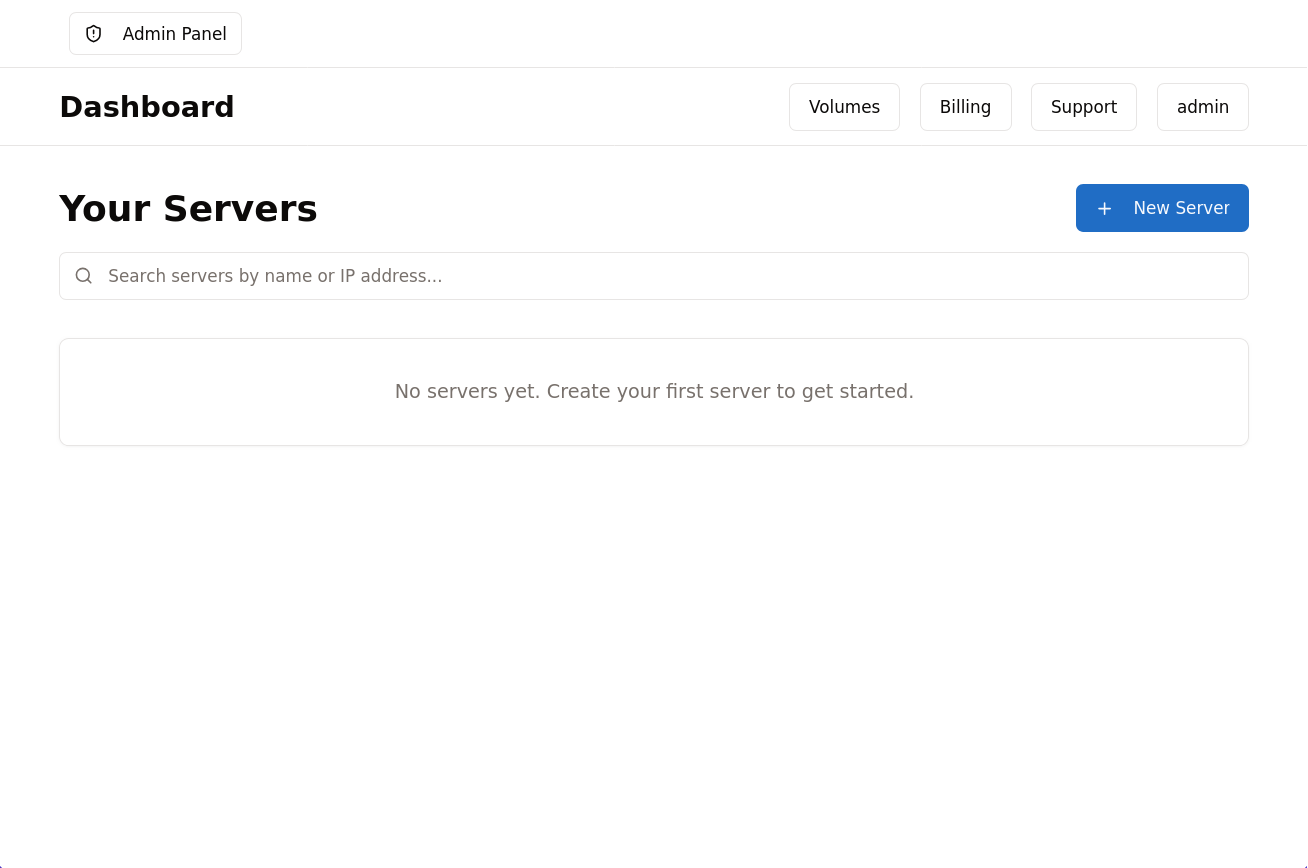 Admin Panel
Dashboard
Volumes
Billing
Support
admin
Your Servers
New Server
Search servers by name or IP address...
No servers yet. Create your first server to get started.